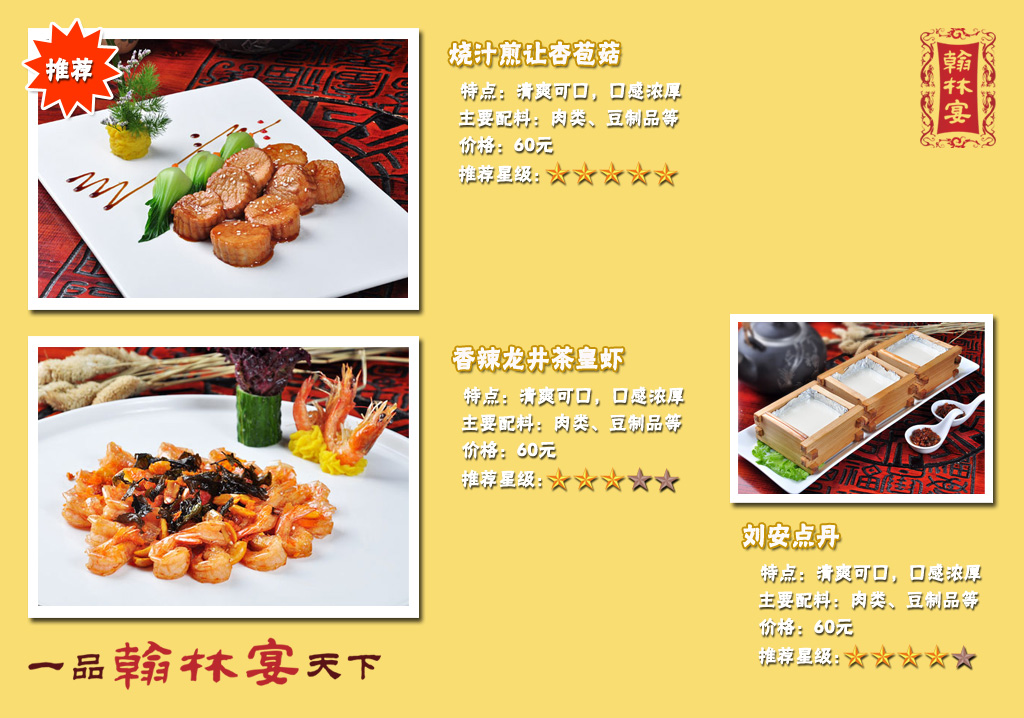 推荐
烧汁煎让杏苞菇
特点：清爽可口，口感浓厚
主要配料：肉类、豆制品等
价格：60元
推荐星级：
翰林宴
香辣龙井茶皇虾
特点：清爽可口，口感浓厚
主要配料：肉类、豆制品等
价格：60元
推荐星级：
刘安点丹
特点：清爽可口，口感浓厚
主要配料：肉类、豆制品等
价格：60元
推荐星级：
一品翰林宴天下